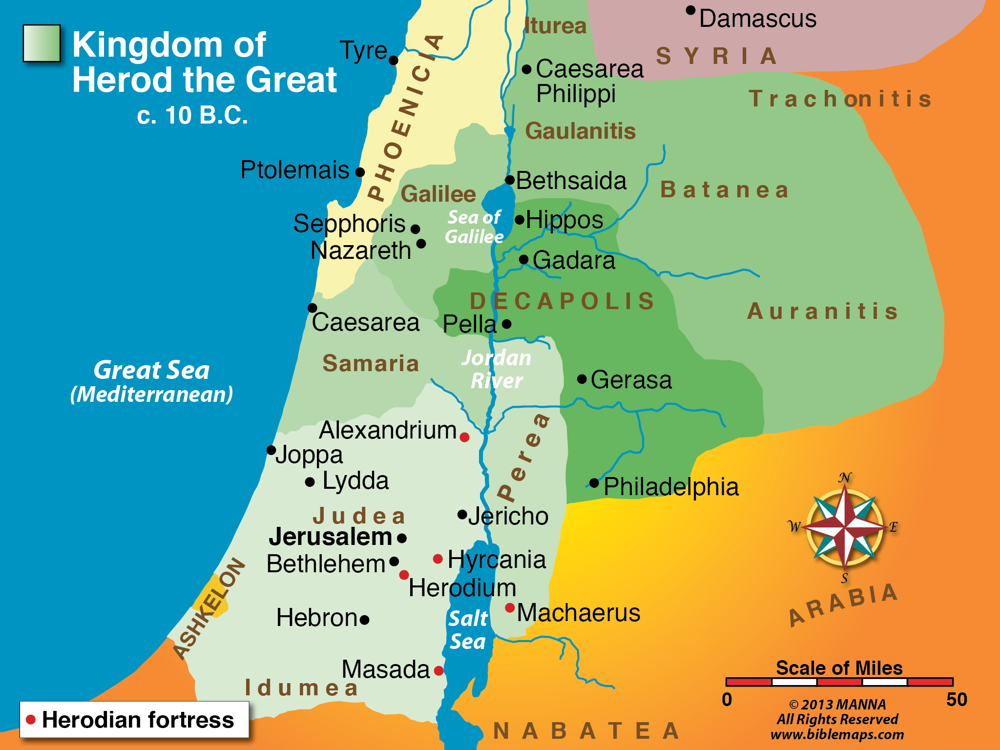 Kingdom of
Herod the Great
c. 10 B.C.
Damascus
Iturea
SYRIA
Tyre
PHOENICIA
Caesarea
Philippi
Trachonitis
Gaulanitis
Ptolemais
Bethsaida
Batanea
Galilee
Sea of
Galilee
Hippos
Sepphoris
Nazareth
Gadara
DECAPOLIS
Auranitis
Caesarea
Pella
Samaria
Jordan
River
Great Sea
(Mediterranean)
Gerasa
Perea
Alexandrium
Joppa
Lydda
Philadelphia
Judea
Jericho
Jerusalem
Bethlehem
Hyrcania
Herodium
ASHKELON
Hebron
Salt
Sea
Machaerus
Masada
Idumea
N
W
E
S
ARABIA
Scale of Miles
0 50
© 2013 MANNA
All Rights Reserved
www.biblemaps.com
NABATEA
Herodian fortress